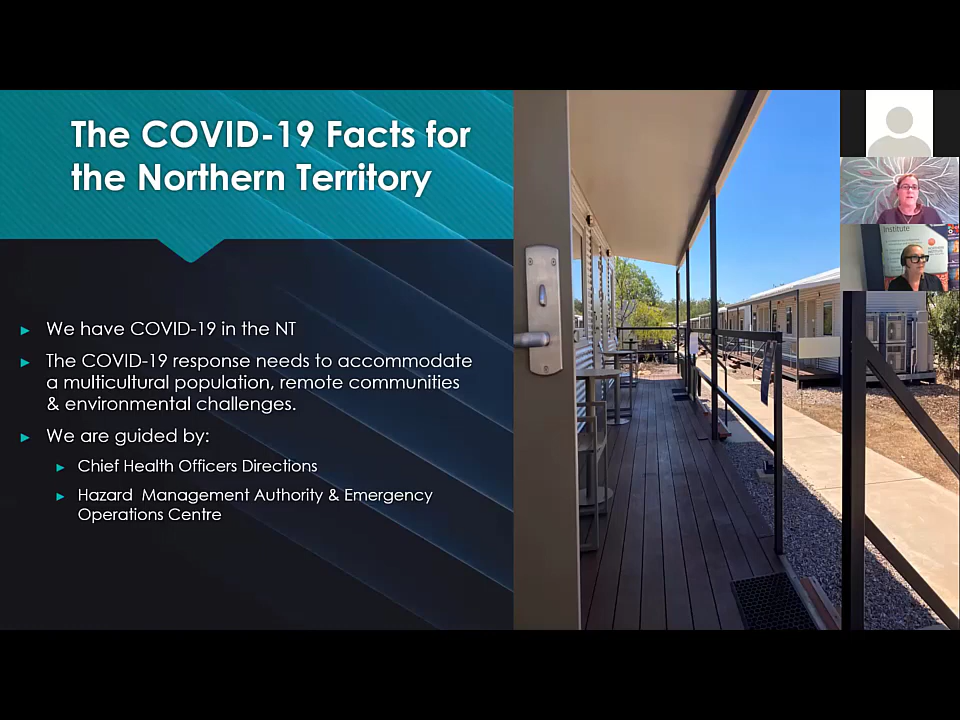 The COVID-19 Facts for
the Northern Territory
We have COVID-19 in the NT
The COVID-19 response needs to accommodate
a multicultural population, remote communities
& environmental challenges.
We are guided by:
Chief Health Officers Directions
Hazard Management Authority & Emergency
Operations Centre
Institute